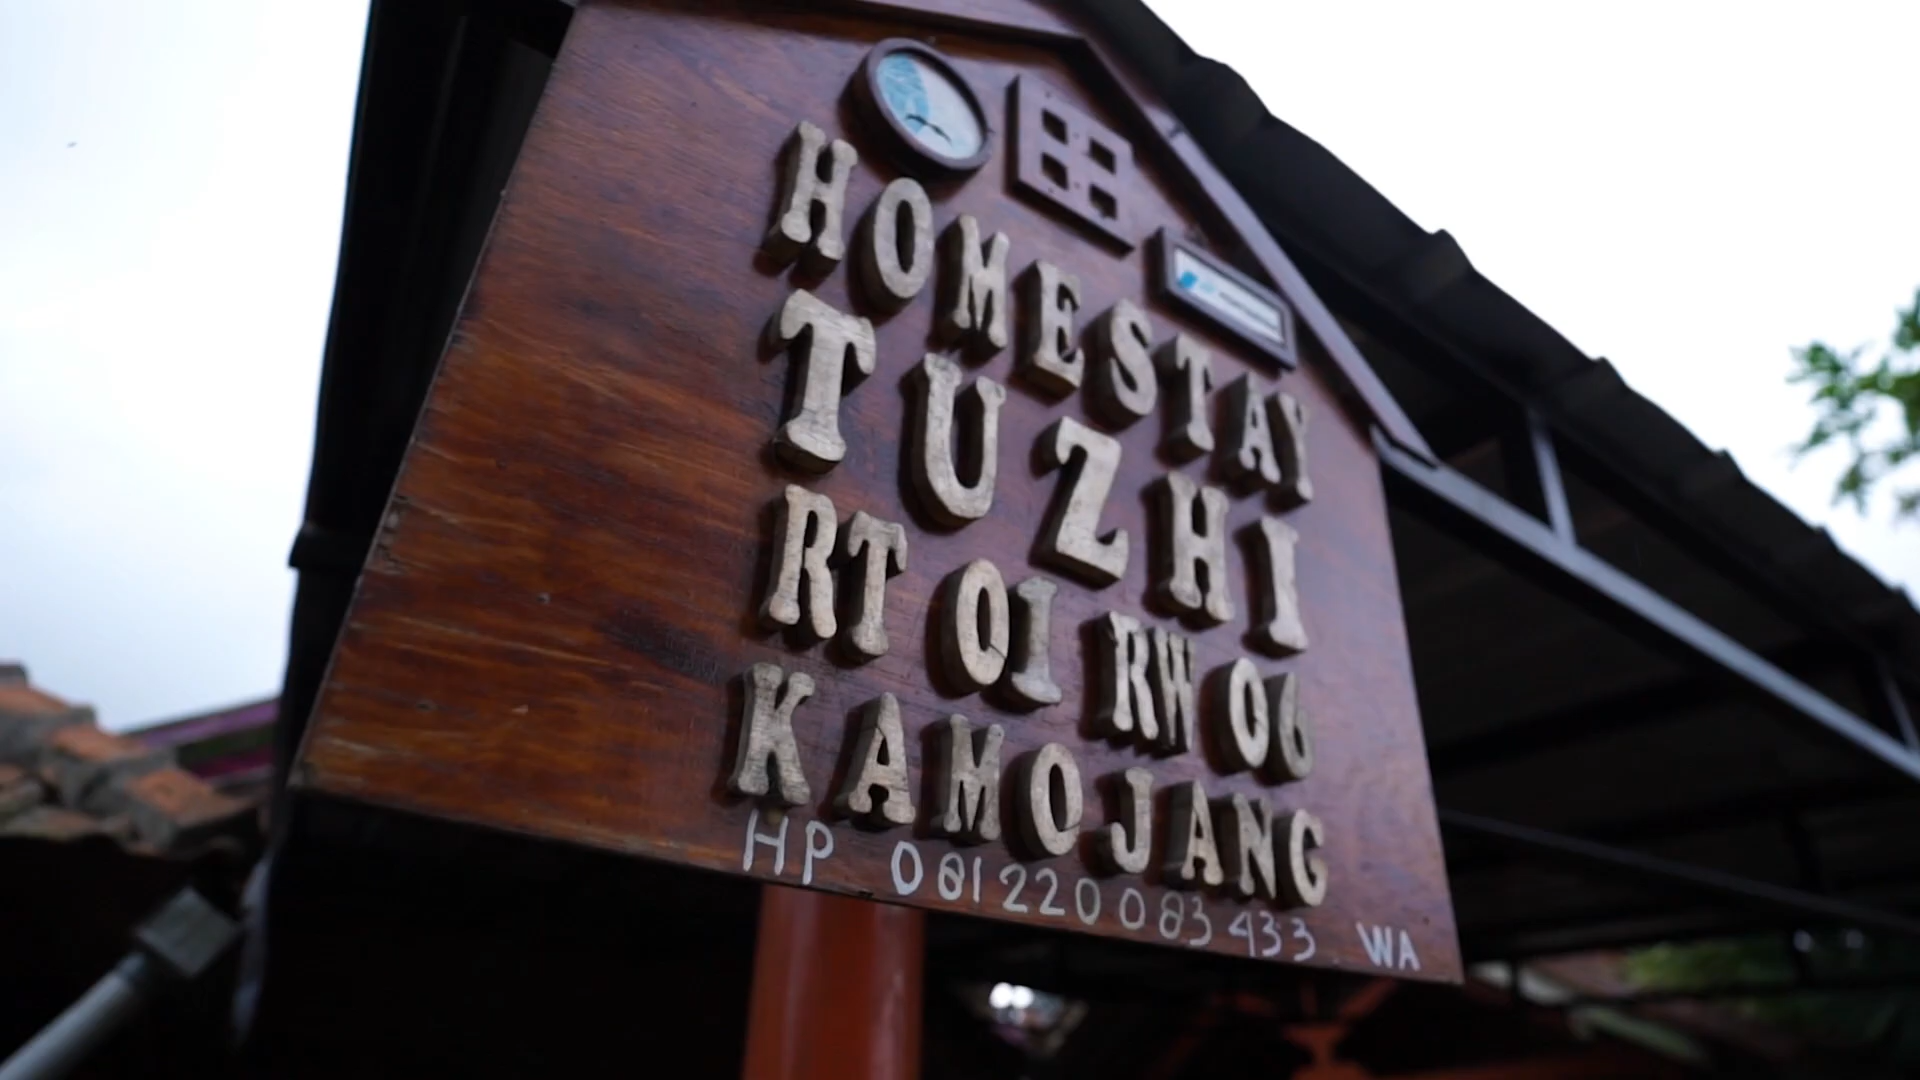 HOMESTAY
TUZHI
RT 01 RW 06
KAMOJANG
HP 081220083433 WA